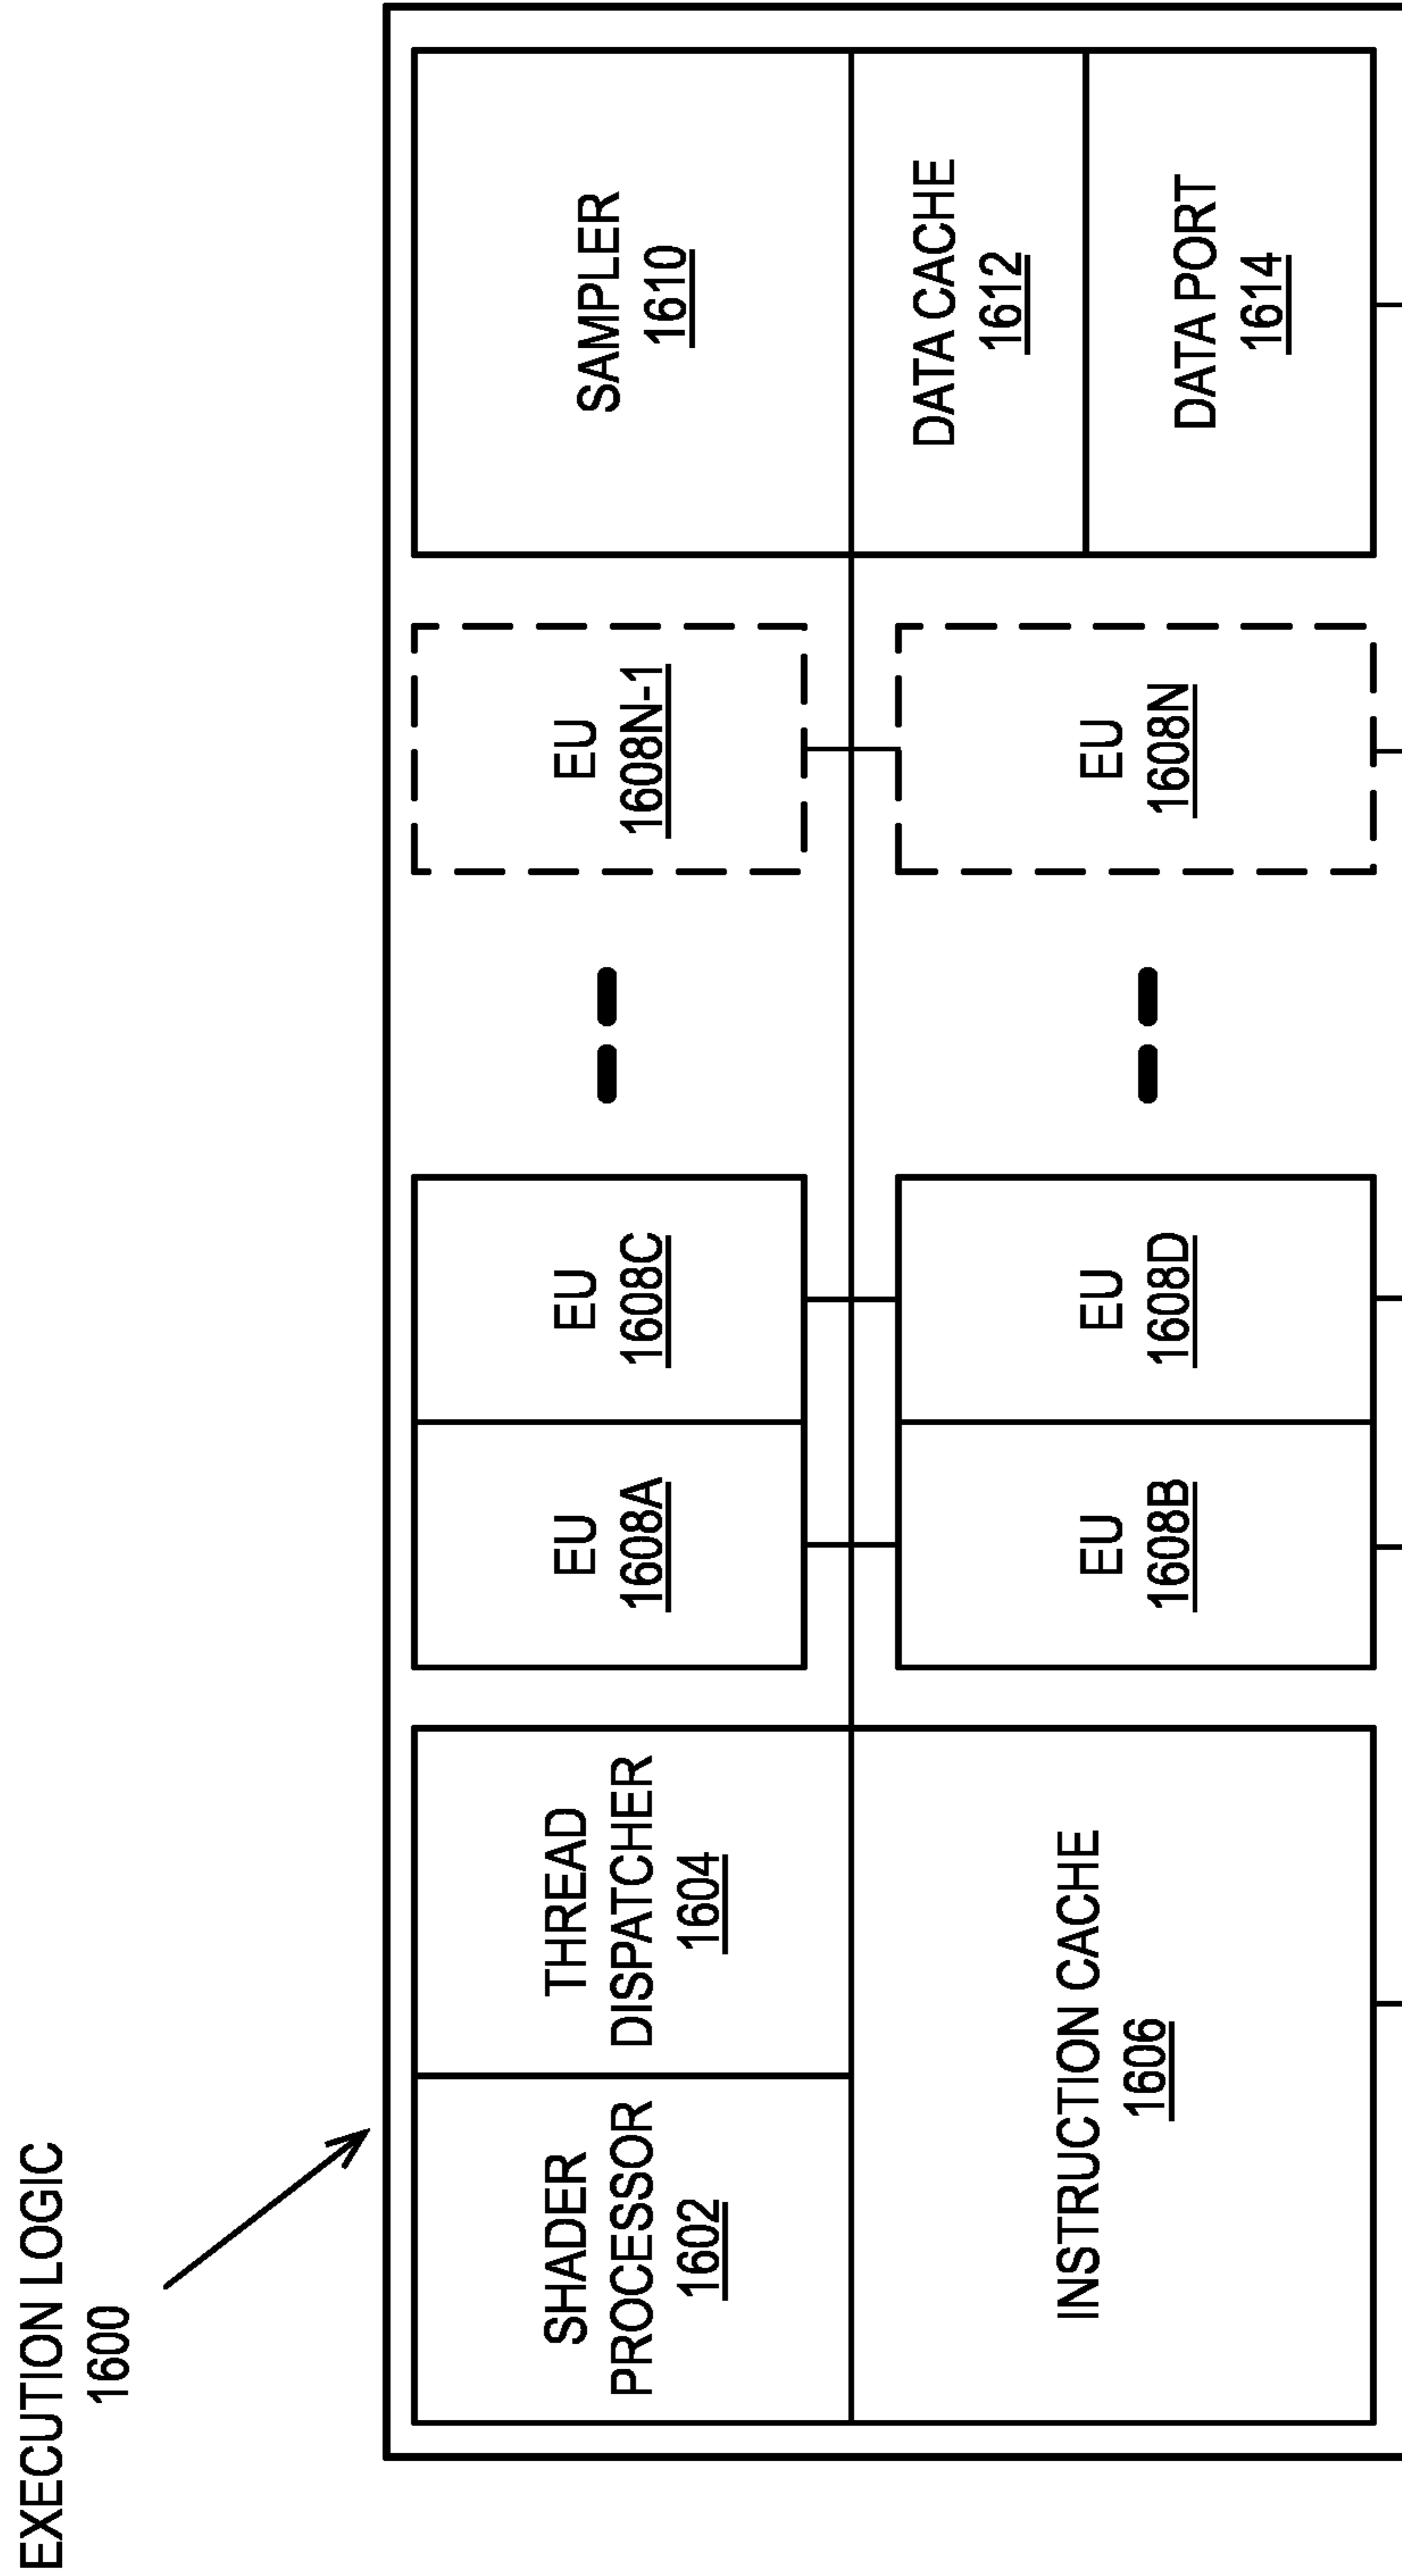 EXECUTION LOGIC
1600
SHADER
PROCESSOR
1602
THREAD
DISPATCHER
1604
INSTRUCTION CACHE
1606
EU
1608A
EU
1608C
EU
1608B
EU
1608D
EU
1608N-1
EU
1608N
SAMPLER
1610
DATA CACHE
1612
DATA PORT
1614